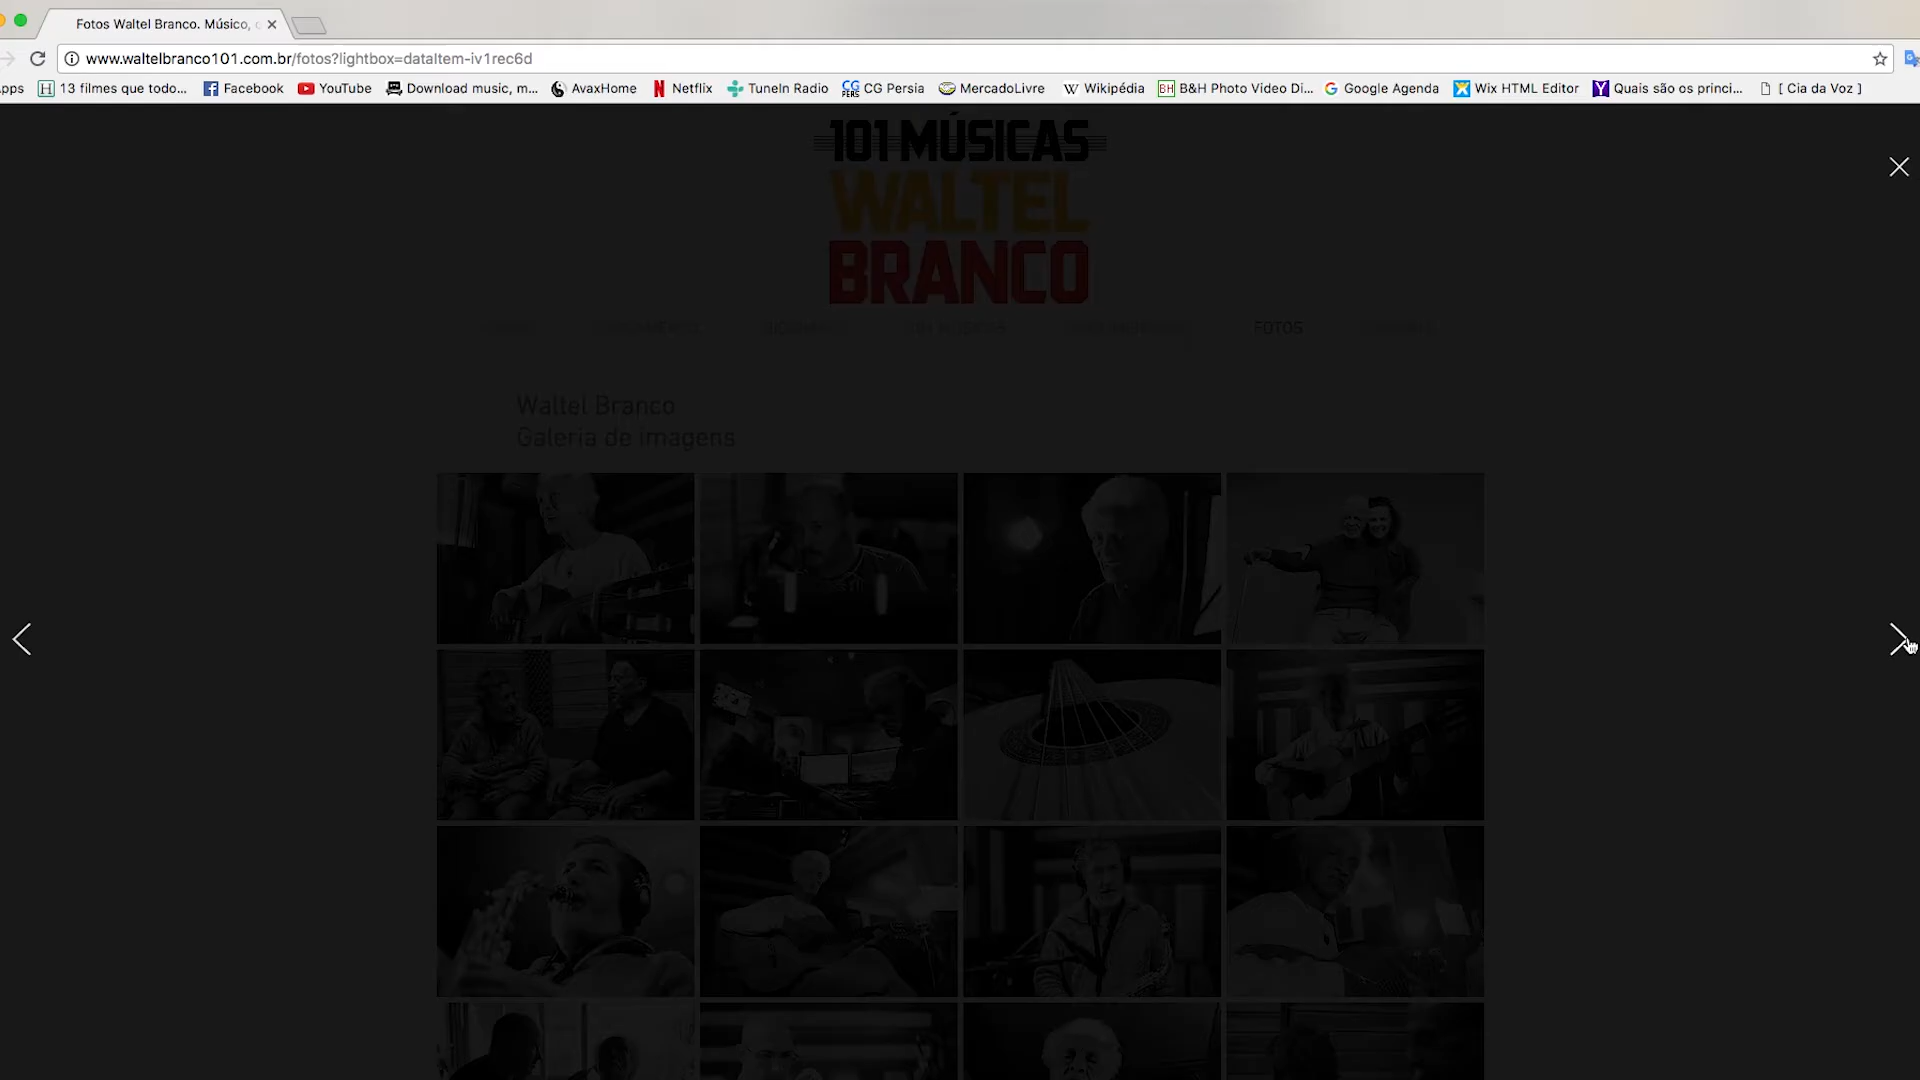 Fotos Waltel Branco. Músico,
www.waltelbranco101.com.br/fotos?lightbox=dataItem-iv1rec6d
pps 13 filmes que todo... Facebook YouTube Download music, m... AvaxHome Netflix TuneIn Radio CG Persia MercadoLivre Wikipédia B&H Photo Video Di... Google Agenda Wix HTML Editor Quais são os princi... [ Cia da Voz ]
101 MÚSICAS
WALTEL
BRANCO
FOTOS
Waltel Branco
Galeria de imagens